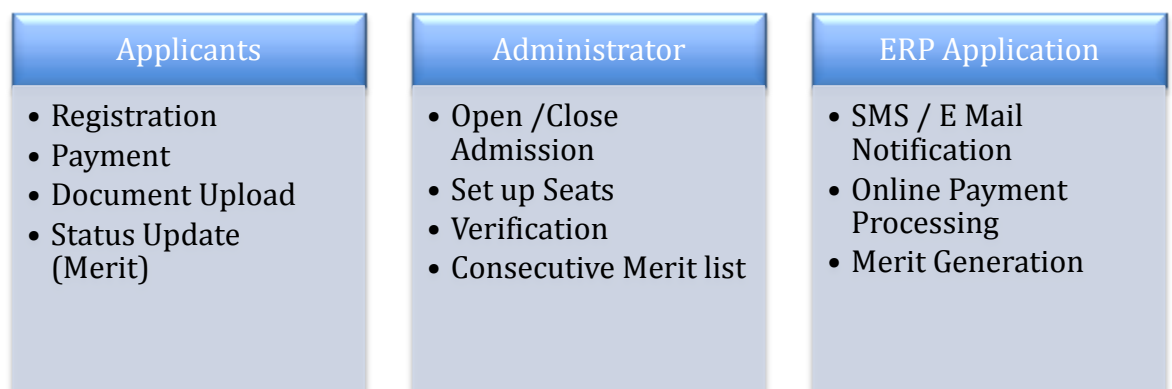 Applicants
• Registration
• Payment
• Document Upload
• Status Update
(Merit)
Administrator
• Open /Close
Admission
• Set up Seats
• Verification
• Consecutive Merit list
ERP Application
• SMS / E Mail
Notification
• Online Payment
Processing
• Merit Generation